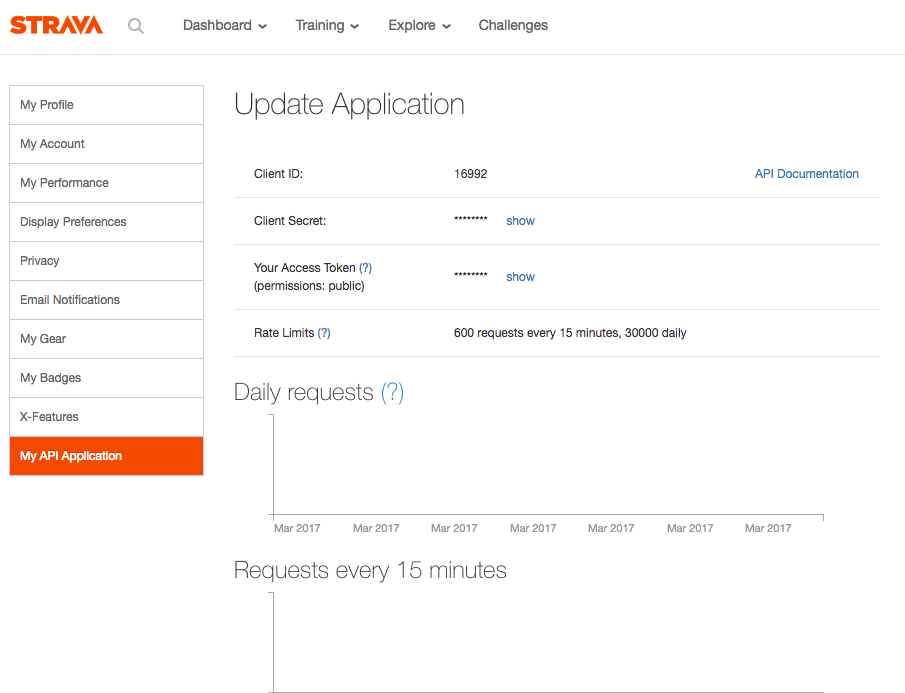 STRAVA
Dashboard Training Explore Challenges
My Profile
My Account
My Performance
Display Preferences
Privacy
Email Notifications
My Gear
My Badges
X-Features
My API Application
Update Application
Client ID: 16992 API Documentation
Client Secret: ******** show
Your Access Token (?)
(permissions: public) ******** show
Rate Limits (?) 600 requests every 15 minutes, 30000 daily
Daily requests (?)
Mar 2017 Mar 2017 Mar 2017 Mar 2017 Mar 2017 Mar 2017 Mar 2017
Requests every 15 minutes